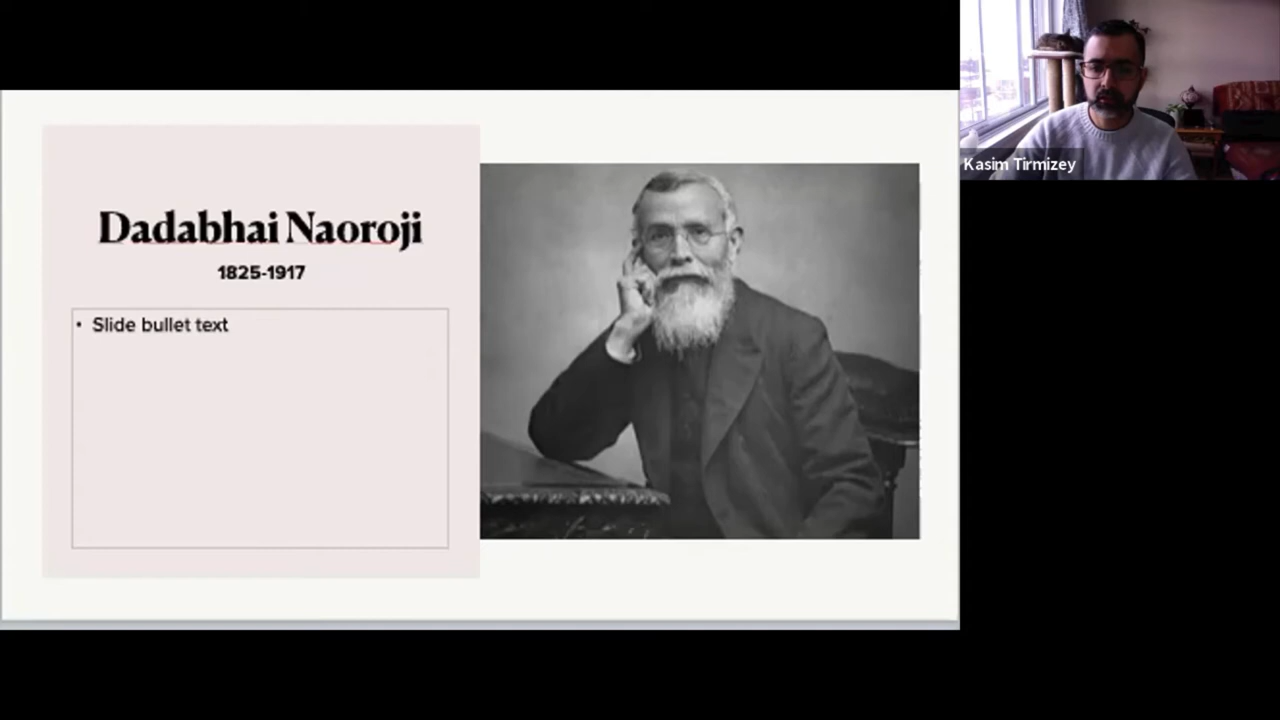 Dadabhai Naoroji
1825-1917
• Slide bullet text
Kasim Tirmizey